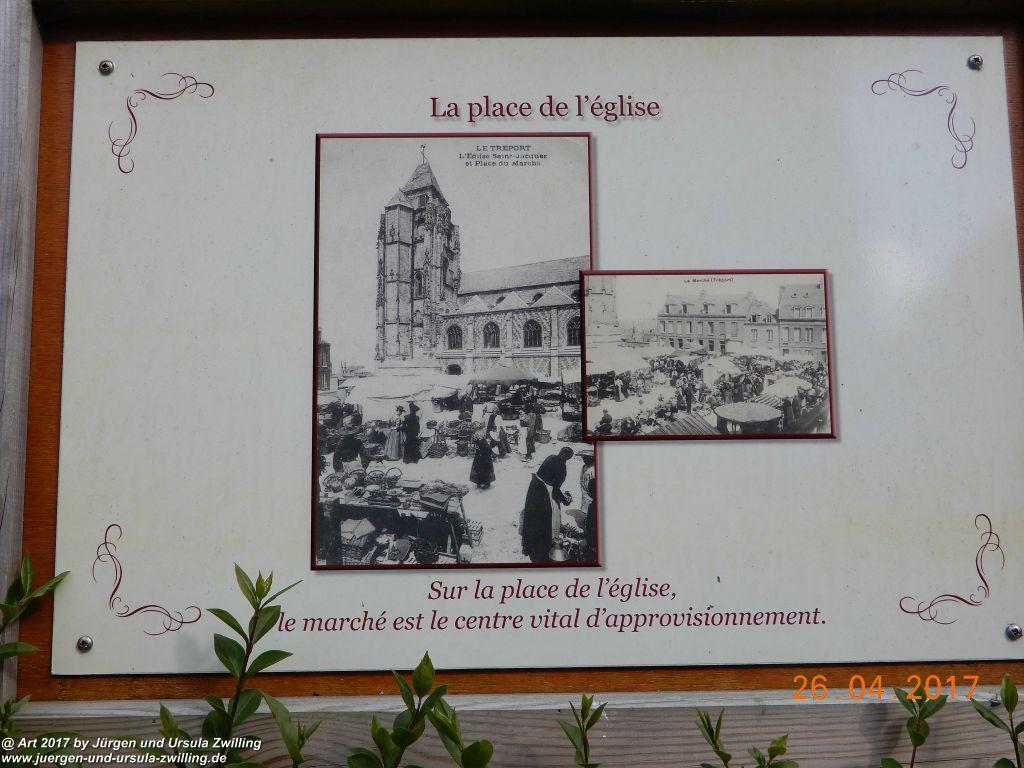 La place de l'église
LE TREPORT
L'Eglise Saint-Jacques
et Place du Marché
Le Marché (Tréport)
Sur la place de l'église,
le marché est le centre vital d'approvisionnement.
26 04 2017
@ Art 2017 by Jürgen und Ursula Zwilling
www.juergen-und-ursula-zwilling.de